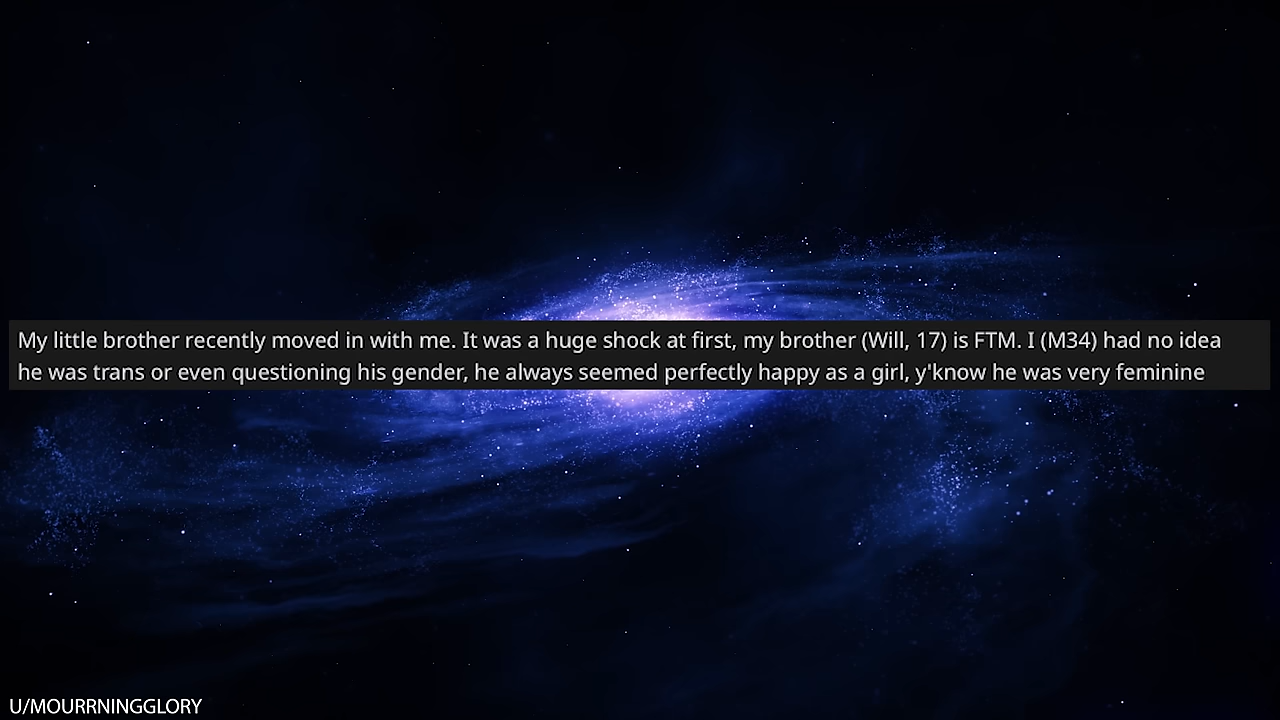 My little brother recently moved in with me. It was a huge shock at first, my brother (Will, 17) is FTM. I (M34) had no idea
he was trans or even questioning his gender, he always seemed perfectly happy as a girl, y'know he was very feminine
U/MOURRNINGGLORY